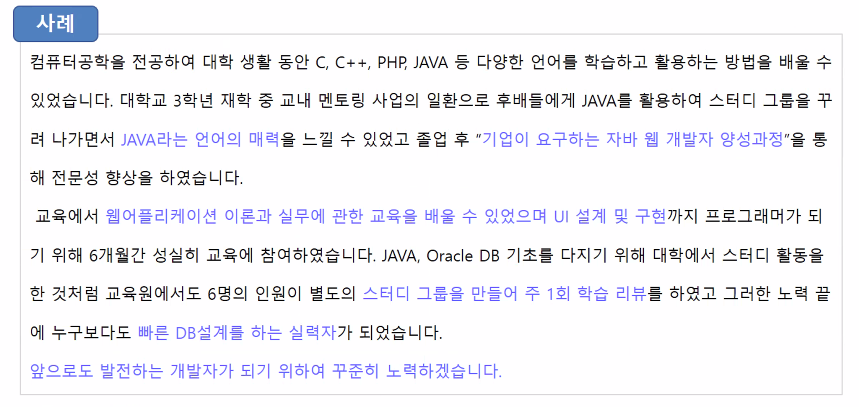 사례
컴퓨터공학을 전공하여 대학 생활 동안 C, C++, PHP, JAVA 등 다양한 언어를 학습하고 활용하는 방법을 배울 수
있었습니다. 대학교 3학년 재학 중 교내 멘토링 사업의 일환으로 후배들에게 JAVA를 활용하여 스터디 그룹을 꾸
려 나가면서 JAVA라는 언어의 매력을 느낄 수 있었고 졸업 후 "기업이 요구하는 자바 웹 개발자 양성과정"을 통
해 전문성 향상을 하였습니다.
교육에서 웹어플리케이션 이론과 실무에 관한 교육을 배울 수 있었으며 UI 설계 및 구현까지 프로그래머가 되
기 위해 6개월간 성실히 교육에 참여하였습니다. JAVA, Oracle DB 기초를 다지기 위해 대학에서 스터디 활동을
한 것처럼 교육원에서도 6명의 인원이 별도의 스터디 그룹을 만들어 주 1회 학습 리뷰를 하였고 그러한 노력 끝
에 누구보다도 빠른 DB설계를 하는 실력자가 되었습니다.
앞으로도 발전하는 개발자가 되기 위하여 꾸준히 노력하겠습니다.